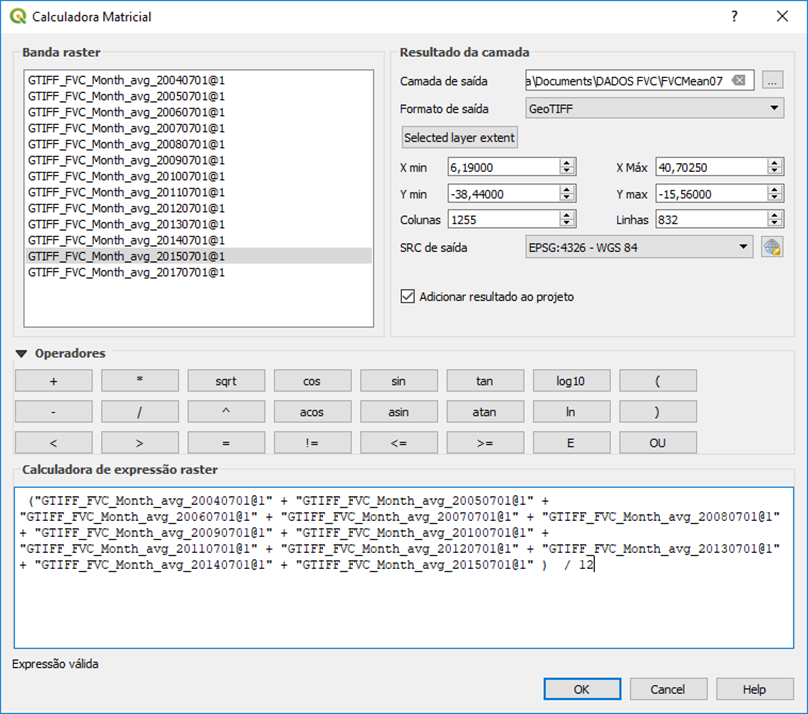 Calculadora Matricial
?
Banda raster
GTIFF_FVC_Month_avg_20040701@1
GTIFF_FVC_Month_avg_20050701@1
GTIFF_FVC_Month_avg_20060701@1
GTIFF_FVC_Month_avg_20070701@1
GTIFF_FVC_Month_avg_20080701@1
GTIFF_FVC_Month_avg_20090701@1
GTIFF_FVC_Month_avg_20100701@1
GTIFF_FVC_Month_avg_20110701@1
GTIFF_FVC_Month_avg_20120701@1
GTIFF_FVC_Month_avg_20130701@1
GTIFF_FVC_Month_avg_20140701@1
GTIFF_FVC_Month_avg_20150701@1
GTIFF_FVC_Month_avg_20170701@1
Resultado da camada
Camada de saída a\Documents\DADOS FVC\FVCMean07 ...
Formato de saída GeoTIFF
Selected layer extent
X min 6,19000 X Máx 40,70250
Y min -38,44000 Y max -15,56000
Colunas 1255 Linhas 832
SRC de saída EPSG:4326 - WGS 84
Adicionar resultado ao projeto
Operadores
+ * sqrt cos sin tan log10 (
- / ^ acos asin atan ln )
< > = != <= >= E OU
Calculadora de expressão raster
("GTIFF_FVC_Month_avg_20040701@1" + "GTIFF_FVC_Month_avg_20050701@1" +
"GTIFF_FVC_Month_avg_20060701@1" + "GTIFF_FVC_Month_avg_20070701@1" + "GTIFF_FVC_Month_avg_20080701@1"
+ "GTIFF_FVC_Month_avg_20090701@1" + "GTIFF_FVC_Month_avg_20100701@1" +
"GTIFF_FVC_Month_avg_20110701@1" + "GTIFF_FVC_Month_avg_20120701@1" + "GTIFF_FVC_Month_avg_20130701@1"
+ "GTIFF_FVC_Month_avg_20140701@1" + "GTIFF_FVC_Month_avg_20150701@1" ) / 12
Expressão válida
OK Cancel Help